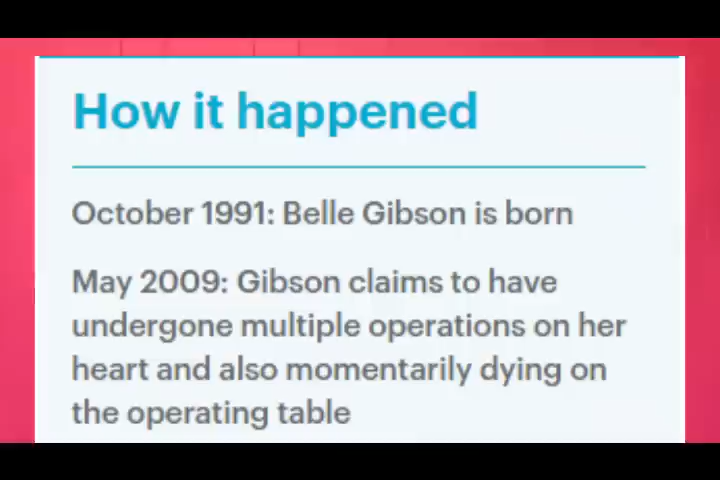 How it happened
October 1991: Belle Gibson is born
May 2009: Gibson claims to have
undergone multiple operations on her
heart and also momentarily dying on
the operating table